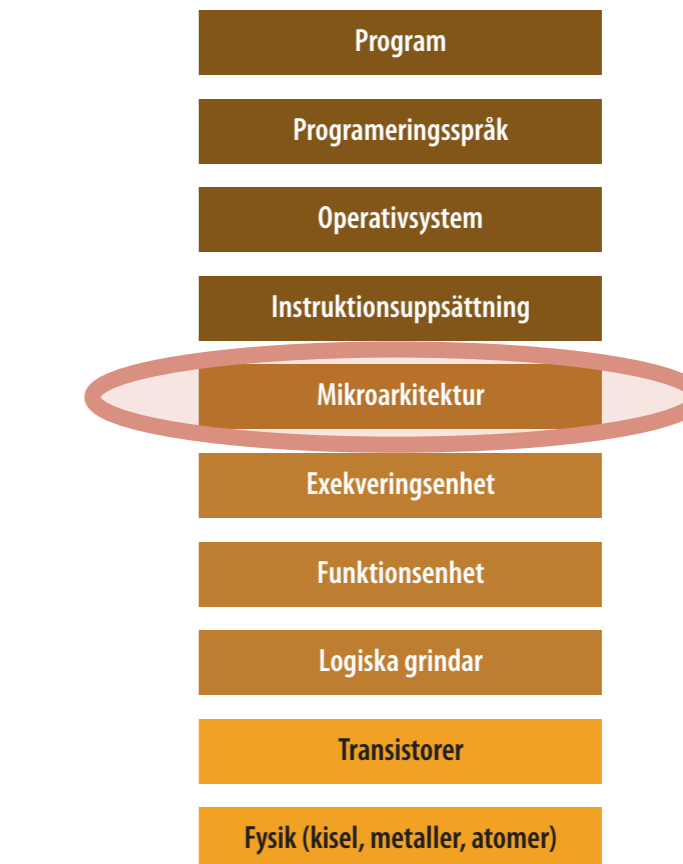 Program
Programeringsspråk
Operativsystem
Instruktionsuppsättning
Mikroarkitektur
Exekveringsenhet
Funktionsenhet
Logiska grindar
Transistorer
Fysik (kisel, metaller, atomer)